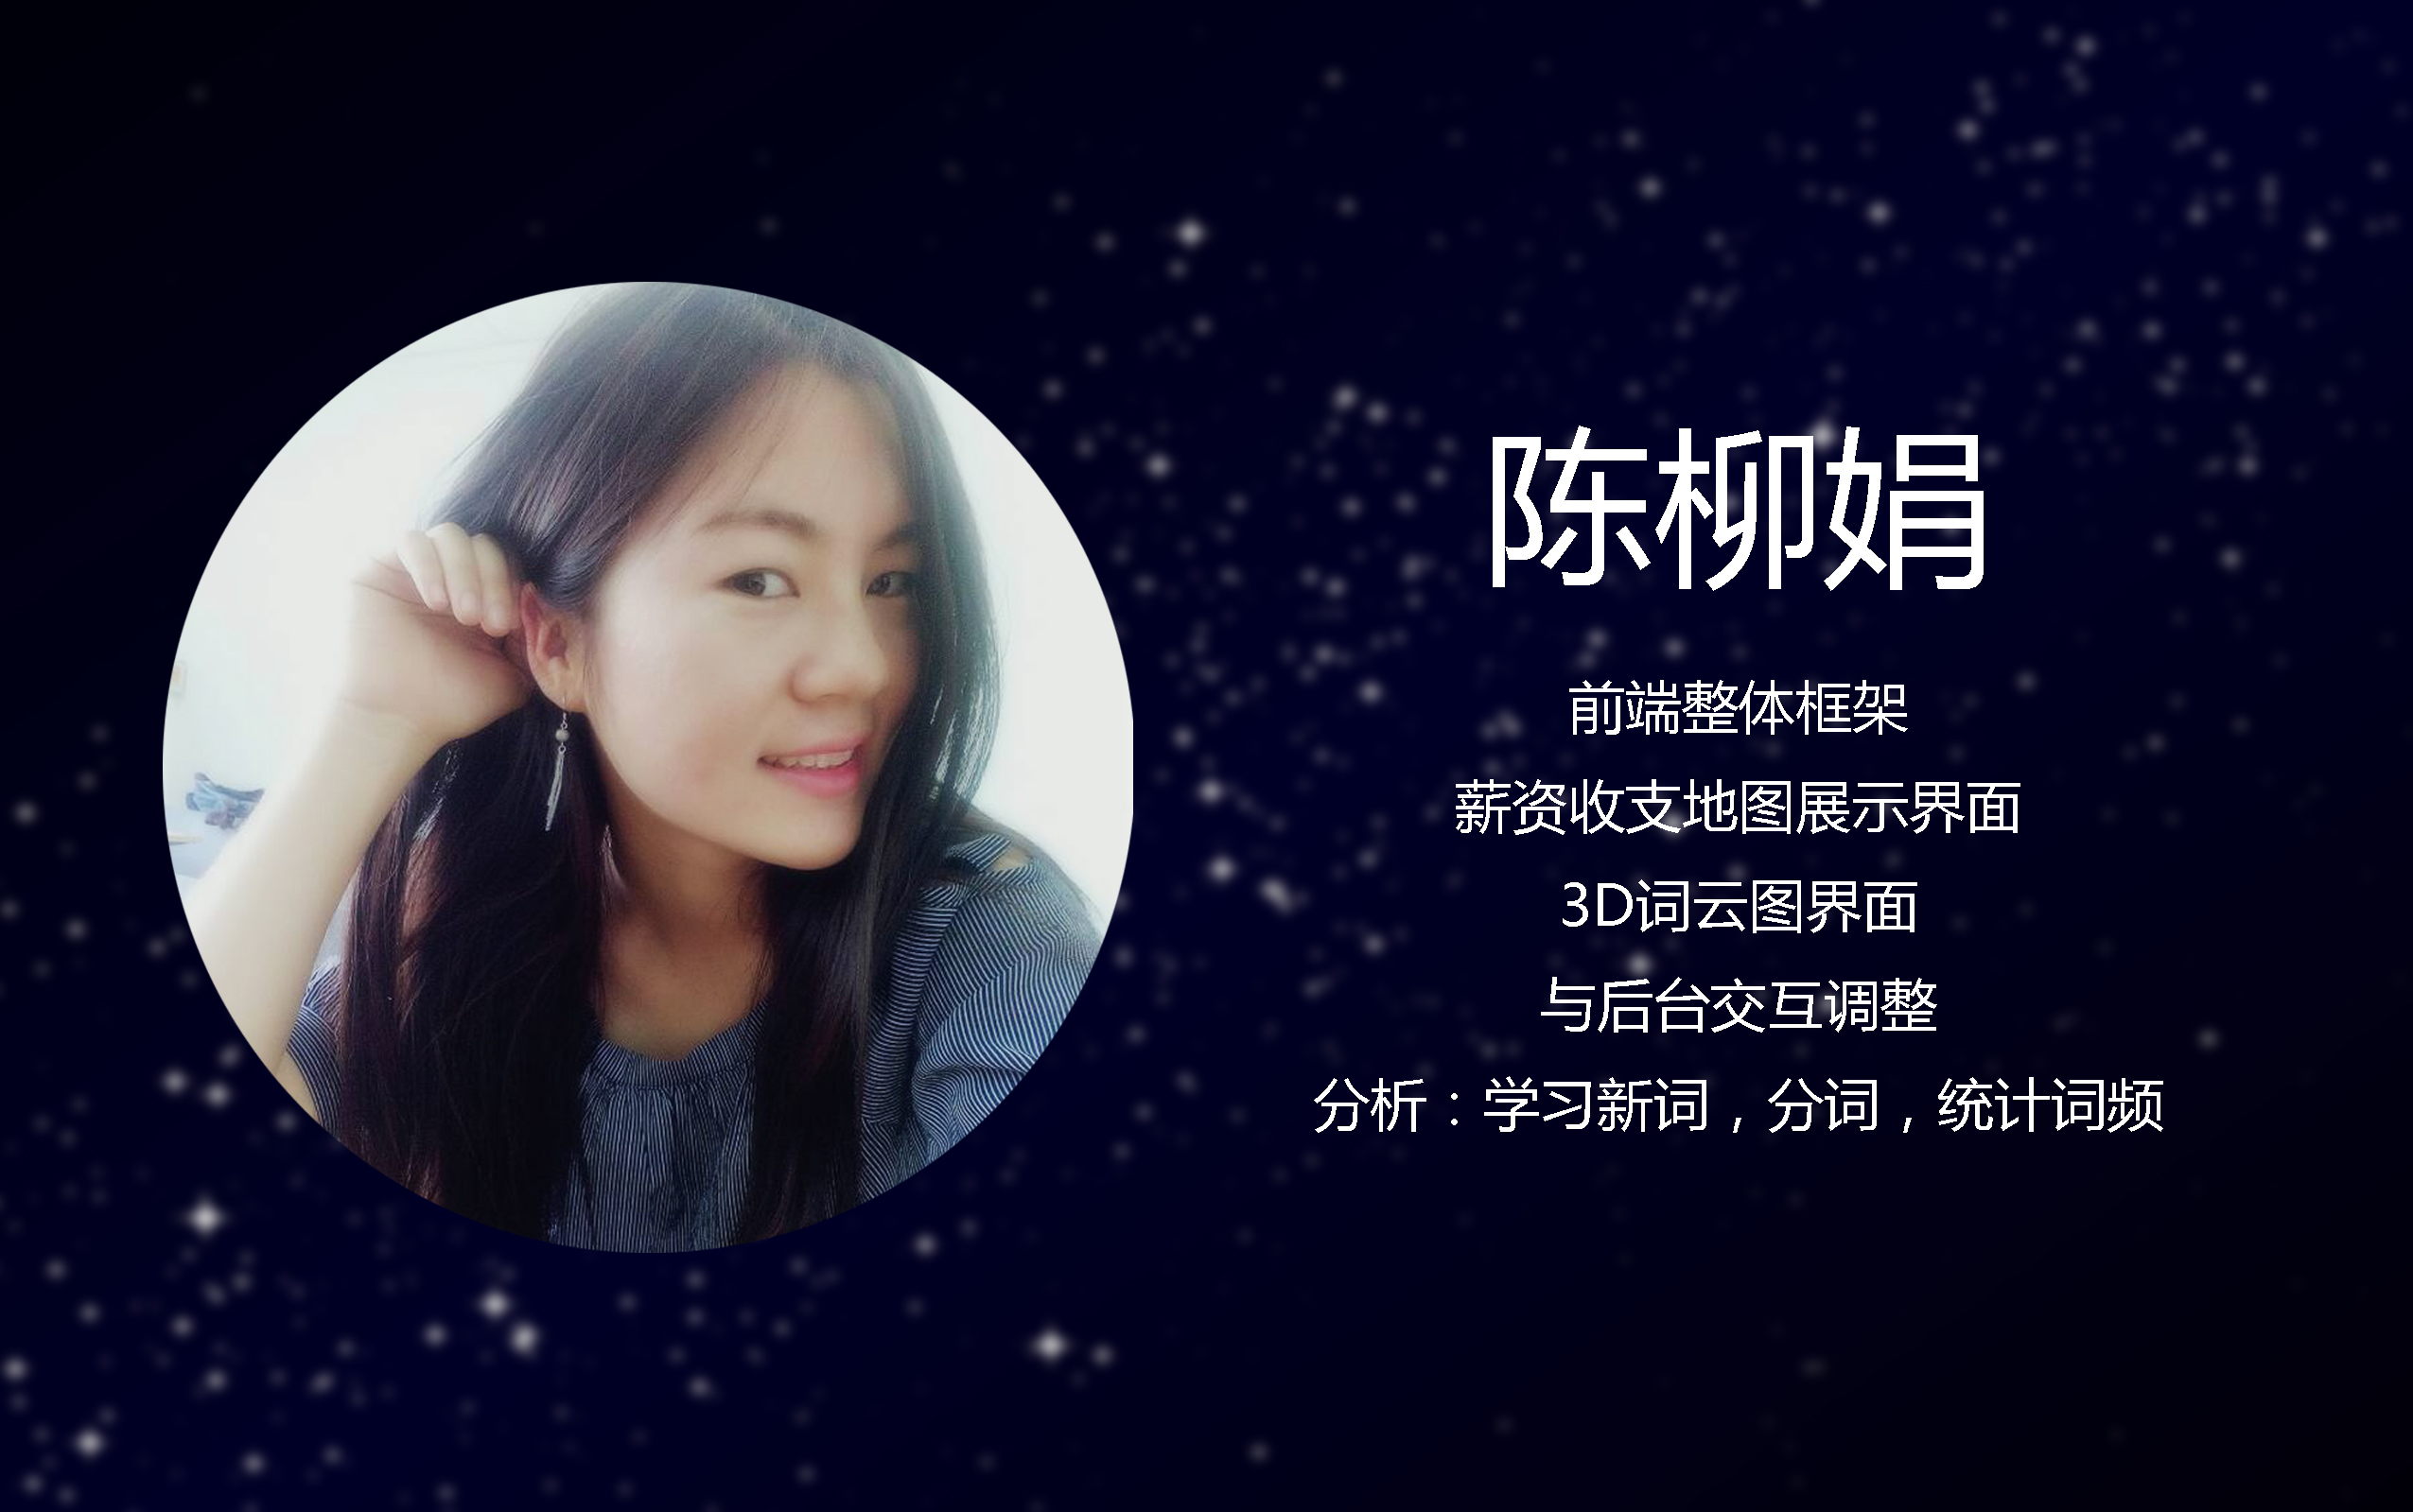 陈柳娟
前端整体框架
薪资收支地图展示界面
3D词云图界面
与后台交互调整
分析：学习新词，分词，统计词频